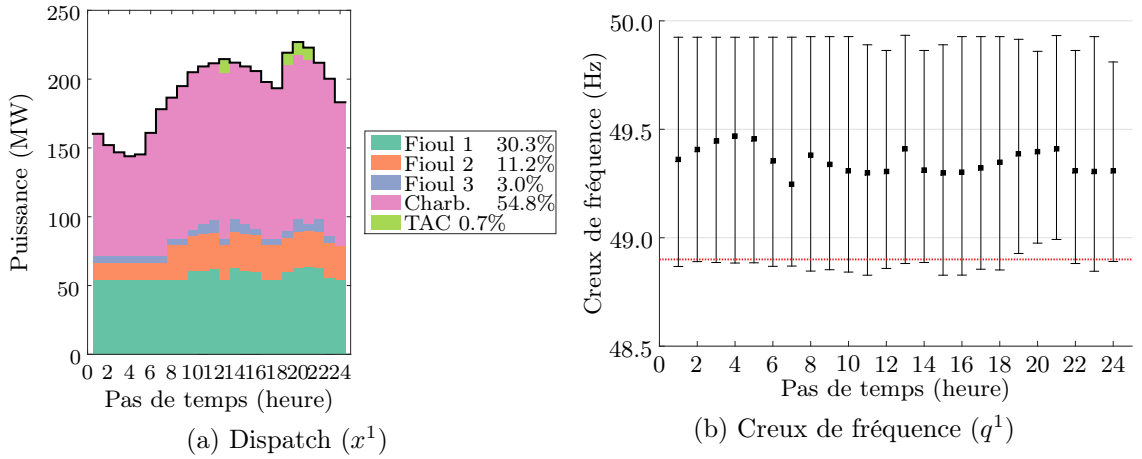 250
200
150
100
50
0
Puissance (MW)
0 2 4 6 8 10 12 14 16 18 20 22 24
Pas de temps (heure)
Fioul 1 30.3%
Fioul 2 11.2%
Fioul 3 3.0%
Charb. 54.8%
TAC 0.7%
(a) Dispatch (x¹)
50.0
49.5
49.0
48.5
Creux de fréquence (Hz)
0 2 4 6 8 10 12 14 16 18 20 22 24
Pas de temps (heure)
(b) Creux de fréquence (q¹)